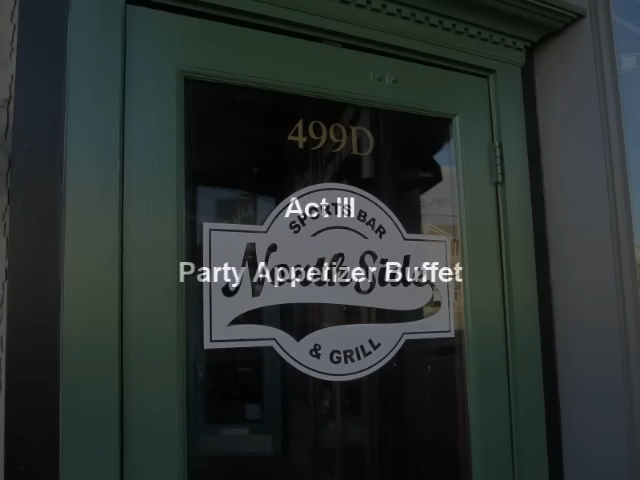 499D
Act III
SPORTS BAR
Party Appetizer Buffet
North Side
& GRILL